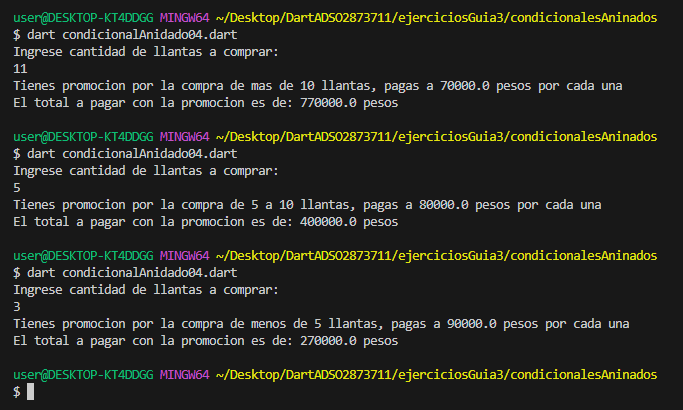 user@DESKTOP-KT4DDGG MINGW64 ~/Desktop/DartADSO2873711/ejerciciosGuia3/condicionalesAninados
$ dart condicionalAnidado04.dart
Ingrese cantidad de llantas a comprar:
11
Tienes promocion por la compra de mas de 10 llantas, pagas a 70000.0 pesos por cada una
El total a pagar con la promocion es de: 770000.0 pesos
user@DESKTOP-KT4DDGG MINGW64 ~/Desktop/DartADSO2873711/ejerciciosGuia3/condicionalesAninados
$ dart condicionalAnidado04.dart
Ingrese cantidad de llantas a comprar:
5
Tienes promocion por la compra de 5 a 10 llantas, pagas a 80000.0 pesos por cada una
El total a pagar con la promocion es de: 400000.0 pesos
user@DESKTOP-KT4DDGG MINGW64 ~/Desktop/DartADSO2873711/ejerciciosGuia3/condicionalesAninados
$ dart condicionalAnidado04.dart
Ingrese cantidad de llantas a comprar:
3
Tienes promocion por la compra de menos de 5 llantas, pagas a 90000.0 pesos por cada una
El total a pagar con la promocion es de: 270000.0 pesos
user@DESKTOP-KT4DDGG MINGW64 ~/Desktop/DartADSO2873711/ejerciciosGuia3/condicionalesAninados
$